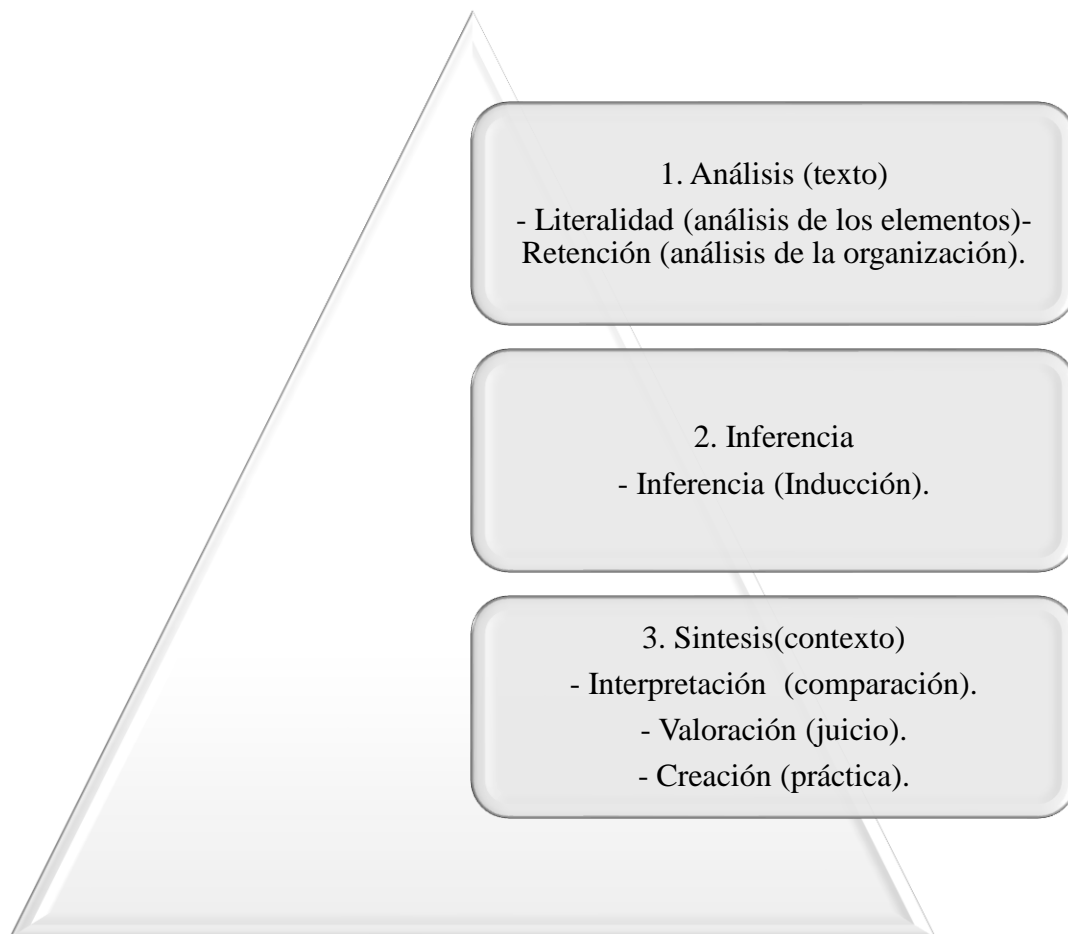 1. Análisis (texto)
- Literalidad (análisis de los elementos)-
Retención (análisis de la organización).
2. Inferencia
- Inferencia (Inducción).
3. Sintesis(contexto)
- Interpretación  (comparación).
- Valoración (juicio).
- Creación (práctica).